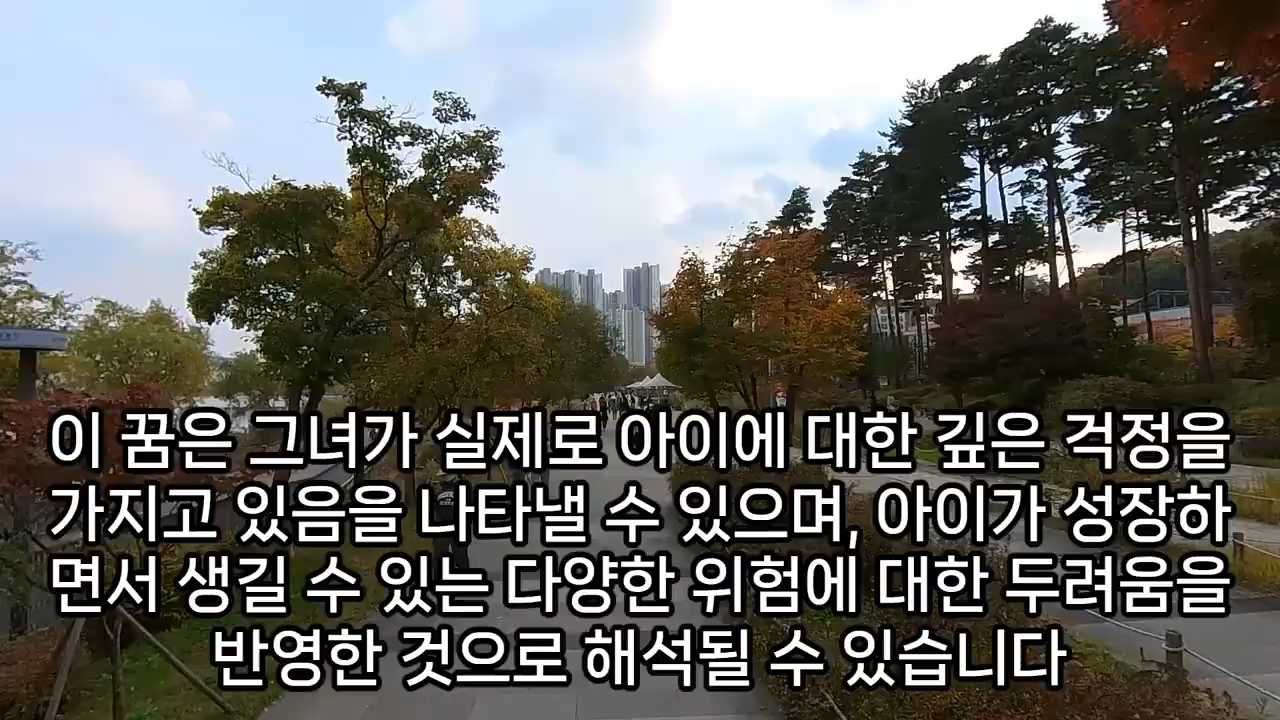 이 꿈은 그녀가 실제로 아이에 대한 깊은 걱정을
가지고 있음을 나타낼 수 있으며, 아이가 성장하
면서 생길 수 있는 다양한 위험에 대한 두려움을
반영한 것으로 해석될 수 있습니다